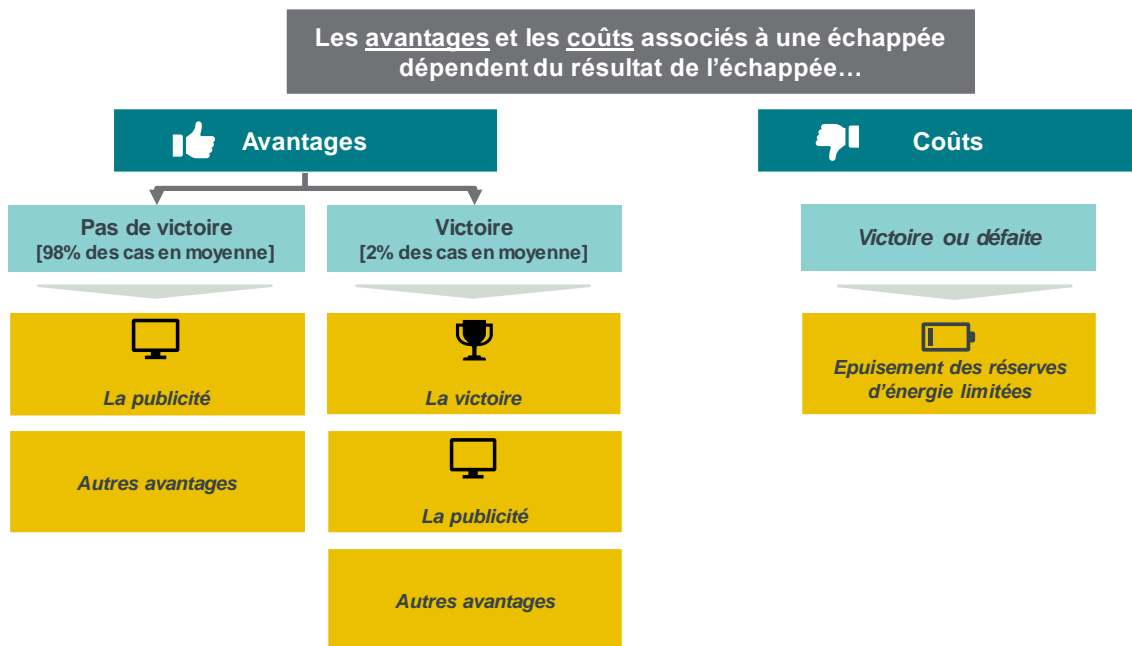 Les avantages et les coûts associés à une échappée
dépendent du résultat de l’échappée…
Avantages
Coûts
Pas de victoire
[98% des cas en moyenne]
Victoire
[2% des cas en moyenne]
Victoire ou défaite
La publicité
La victoire
Epuisement des réserves
d’énergie limitées
Autres avantages
La publicité
Autres avantages